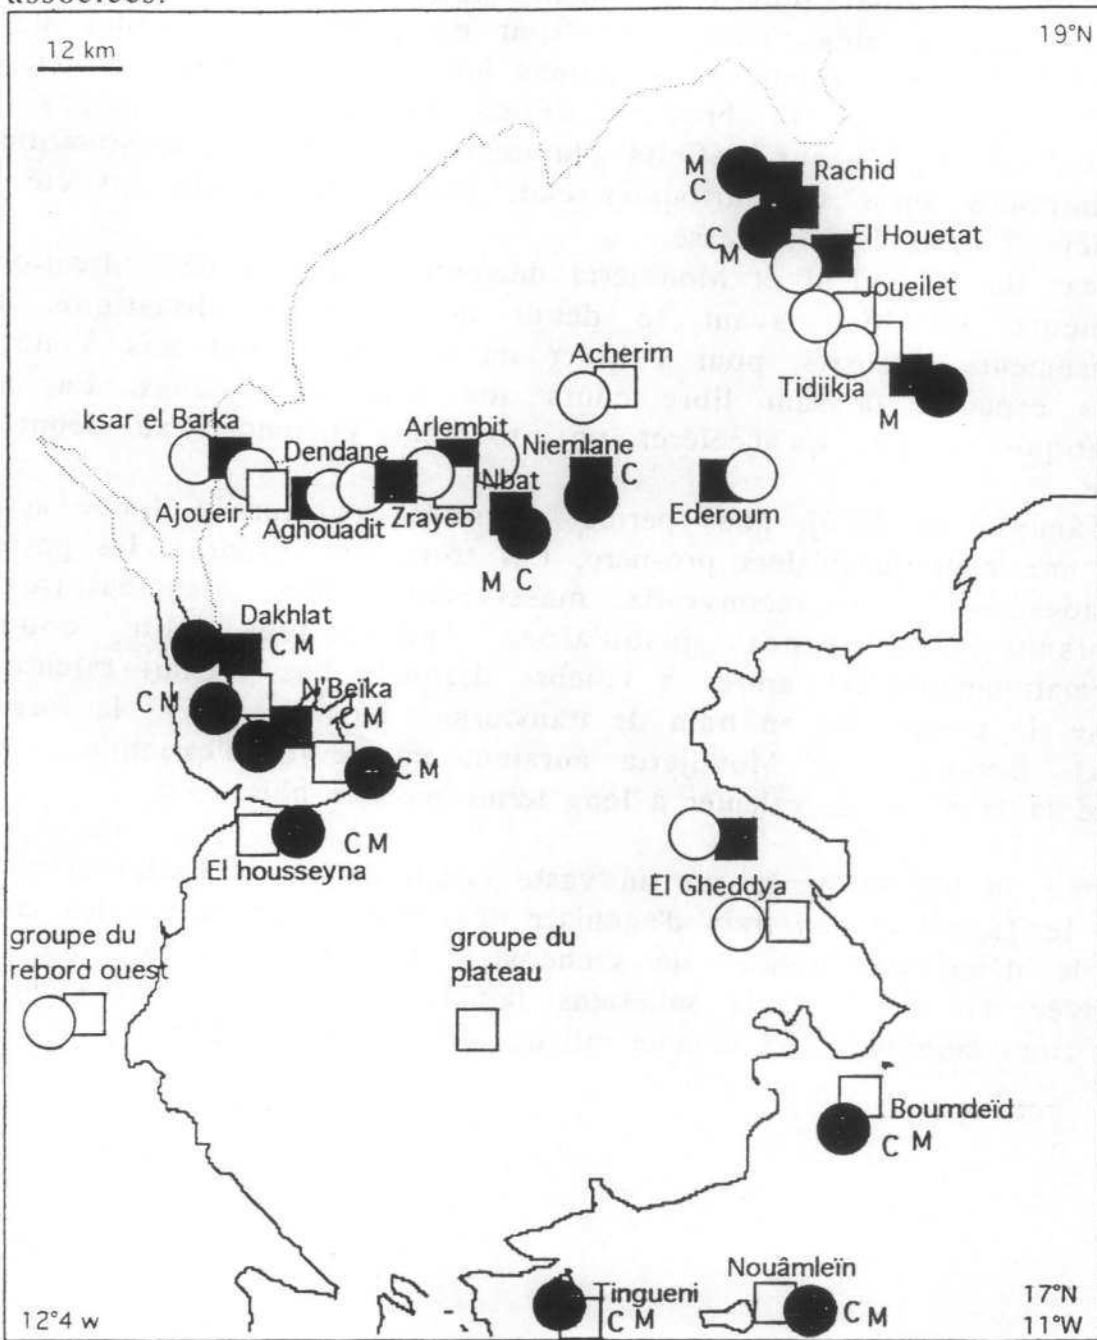 associées.
12 km
19°N
M
C
Rachid
C
M
El Houetat
Joueilet
Acherim
Tidjikja
M
ksar el Barka
Arlembit
Dendane
Niemlane
C
Nbat
Ajoueir
Aghouadit
Zrayeb
Ederoum
M C
Dakhlat
C M
C M
N'Beïka
C M
C M
C M
El housseyna
El Gheddya
groupe du
rebord ouest
groupe du
plateau
Boumdeïd
C M
Nouâmleïn
Tingueni
C M
C M
12°4 w
17°N
11°W